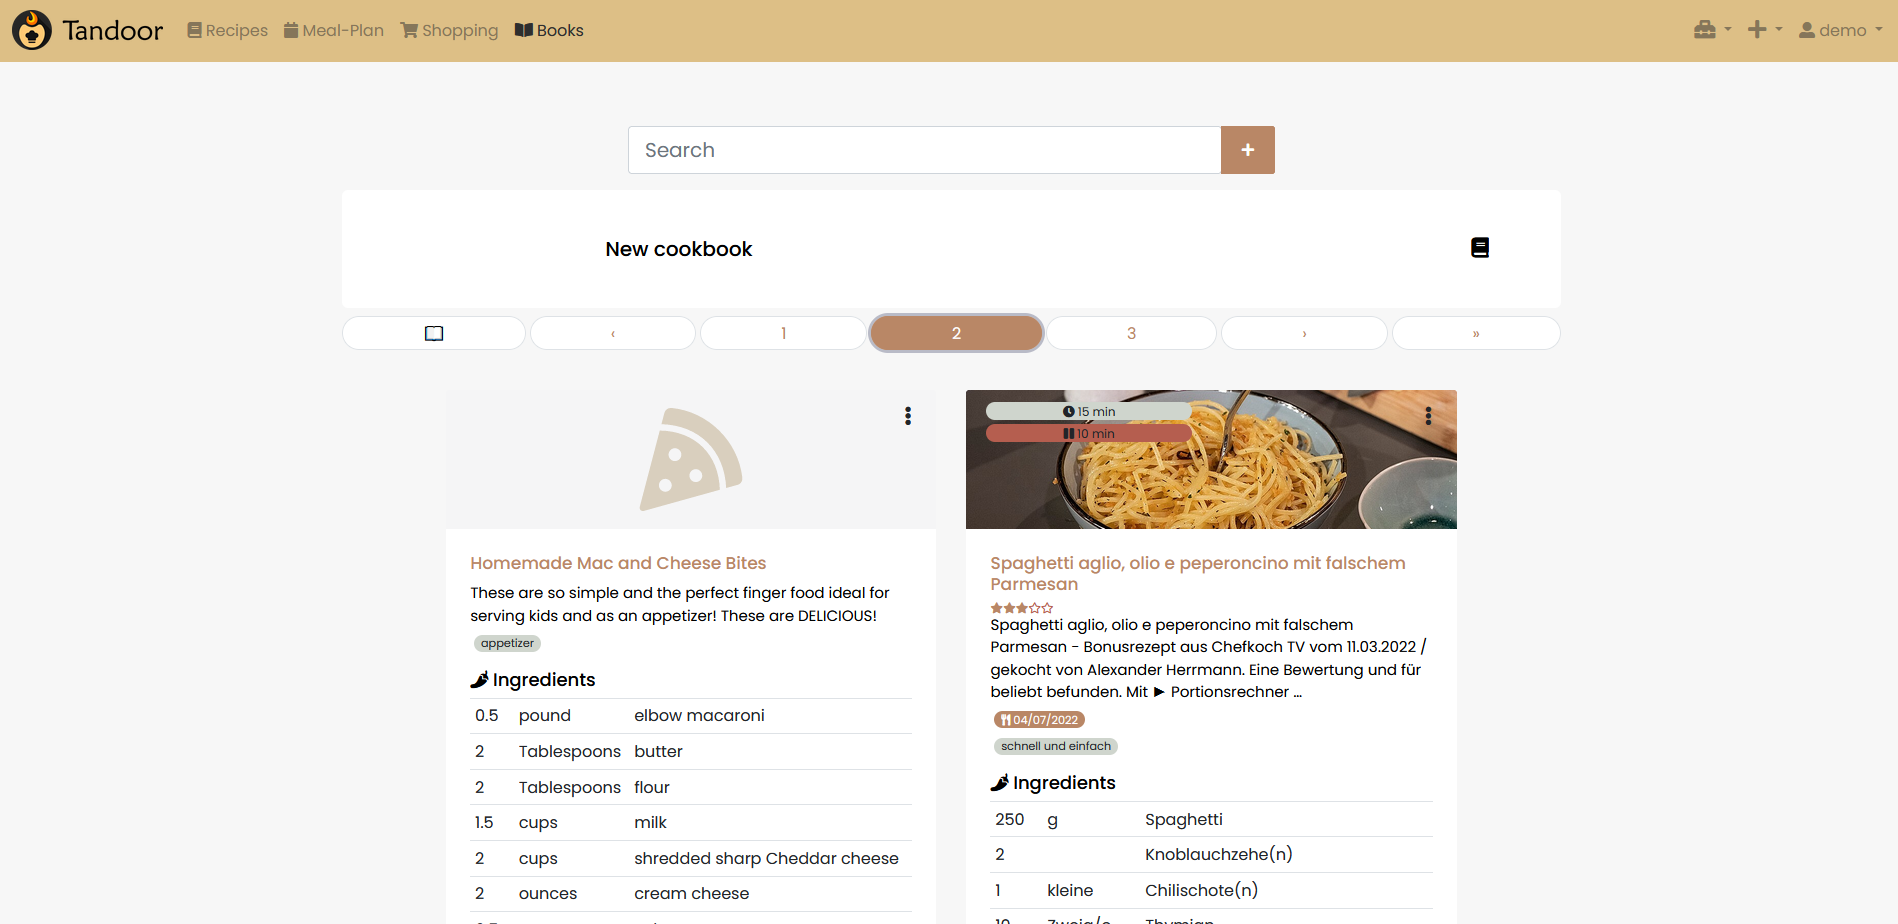 Tandoor Recipes Meal-Plan Shopping Books demo
Search
New cookbook
‹ 1 2 3 › »
Homemade Mac and Cheese Bites
These are so simple and the perfect finger food ideal for
serving kids and as an appetizer! These are DELICIOUS!
appetizer
Ingredients
0.5 pound elbow macaroni
2 Tablespoons butter
2 Tablespoons flour
1.5 cups milk
2 cups shredded sharp Cheddar cheese
2 ounces cream cheese
15 min
10 min
Spaghetti aglio, olio e peperoncino mit falschem
Parmesan
Spaghetti aglio, olio e peperoncino mit falschem
Parmesan - Bonusrezept aus Chefkoch TV vom 11.03.2022 /
gekocht von Alexander Herrmann. Eine Bewertung und für
beliebt befunden. Mit ► Portionsrechner ...
04/07/2022
schnell und einfach
Ingredients
250 g Spaghetti
2 Knoblauchzehe(n)
1 kleine Chilischote(n)